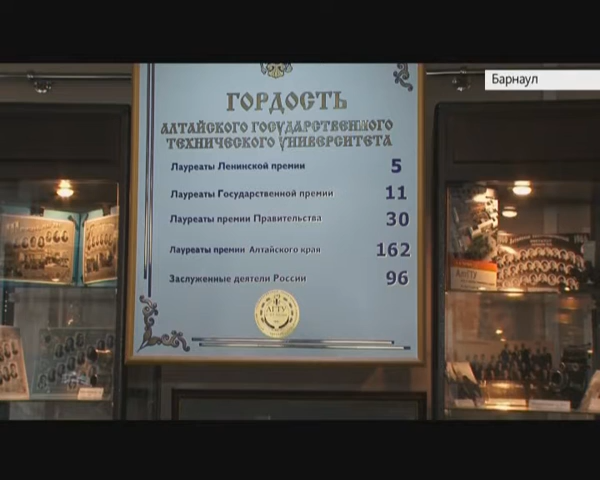 Барнаул
ГОРДОСТЬ
АЛТАЙСКОГО ГОСУДАРСТВЕННОГО
ТЕХНИЧЕСКОГО УНИВЕРСИТЕТА
Лауреаты Ленинской премии 5
Лауреаты Государственной премии 11
Лауреаты премии Правительства 30
Лауреаты премии Алтайского края 162
Заслуженные деятели России 96
АГТУ